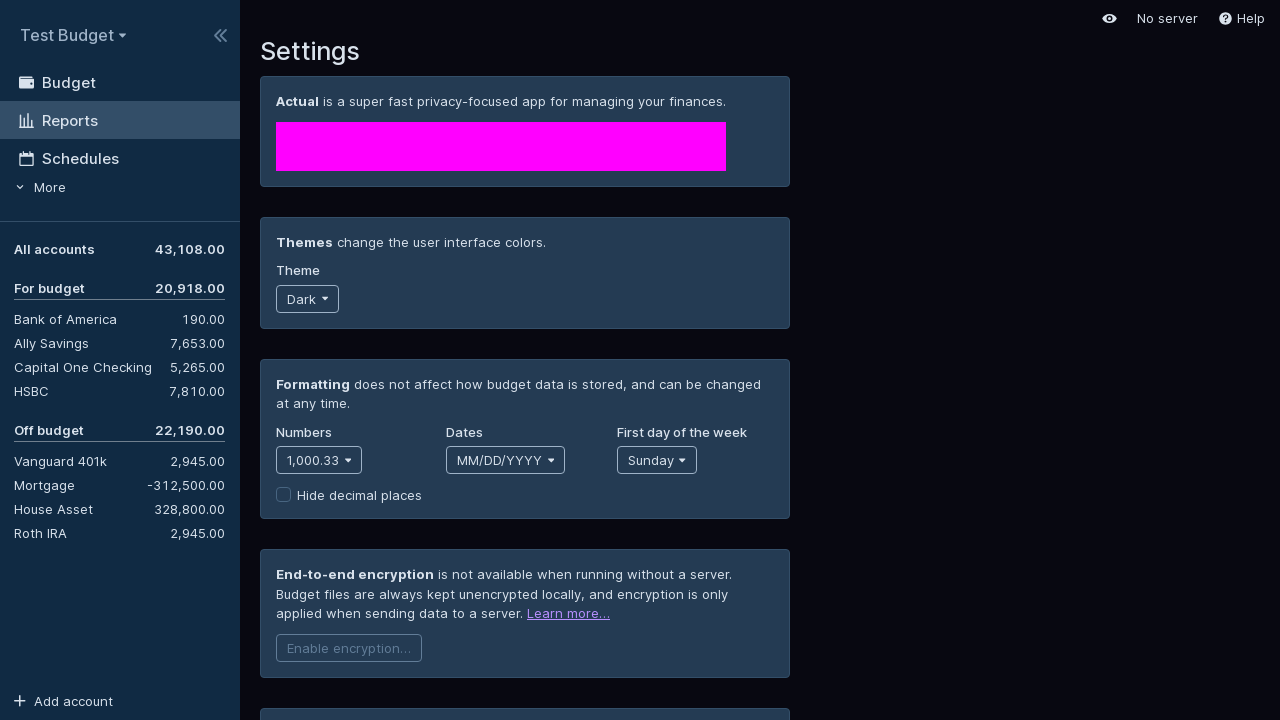 Test Budget
No server
Help
Settings
Budget
Reports
Schedules
More
All accounts 43,108.00
For budget 20,918.00
Bank of America 190.00
Ally Savings 7,653.00
Capital One Checking 5,265.00
HSBC 7,810.00
Off budget 22,190.00
Vanguard 401k 2,945.00
Mortgage -312,500.00
House Asset 328,800.00
Roth IRA 2,945.00
Add account
Actual is a super fast privacy-focused app for managing your finances.
Themes change the user interface colors.
Theme
Dark
Formatting does not affect how budget data is stored, and can be changed
at any time.
Numbers Dates First day of the week
1,000.33 MM/DD/YYYY Sunday
Hide decimal places
End-to-end encryption is not available when running without a server.
Budget files are always kept unencrypted locally, and encryption is only
applied when sending data to a server. Learn more…
Enable encryption…